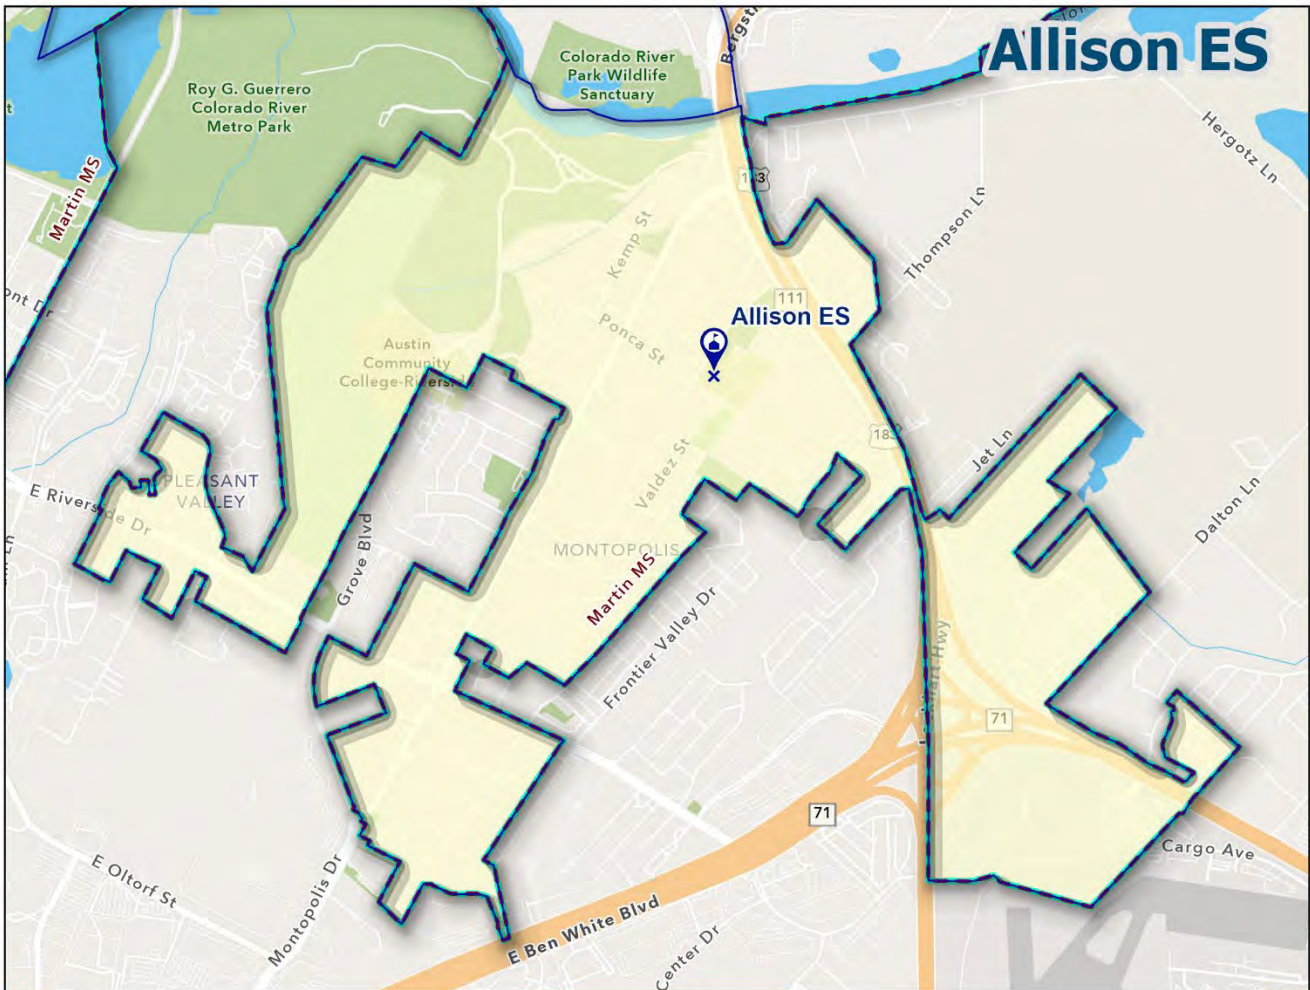 Allison ES
Colorado River
Park Wildlife
Sanctuary
Roy G. Guerrero
Colorado River
Metro Park
Martin MS
Hergotz Ln
Thompson Ln
Kemp St
111
Allison ES
Ponca St
Austin
Community
College-Riverside
183
Jet Ln
PLEASANT
VALLEY
E Riverside Dr
Valdez St
Dalton Ln
Grove Blvd
MONTOPOLIS
Martin MS
Frontier Valley Dr
Lockhart Hwy
71
71
Cargo Ave
E Oltorf St
Montopolis Dr
E Ben White Blvd
Center Dr